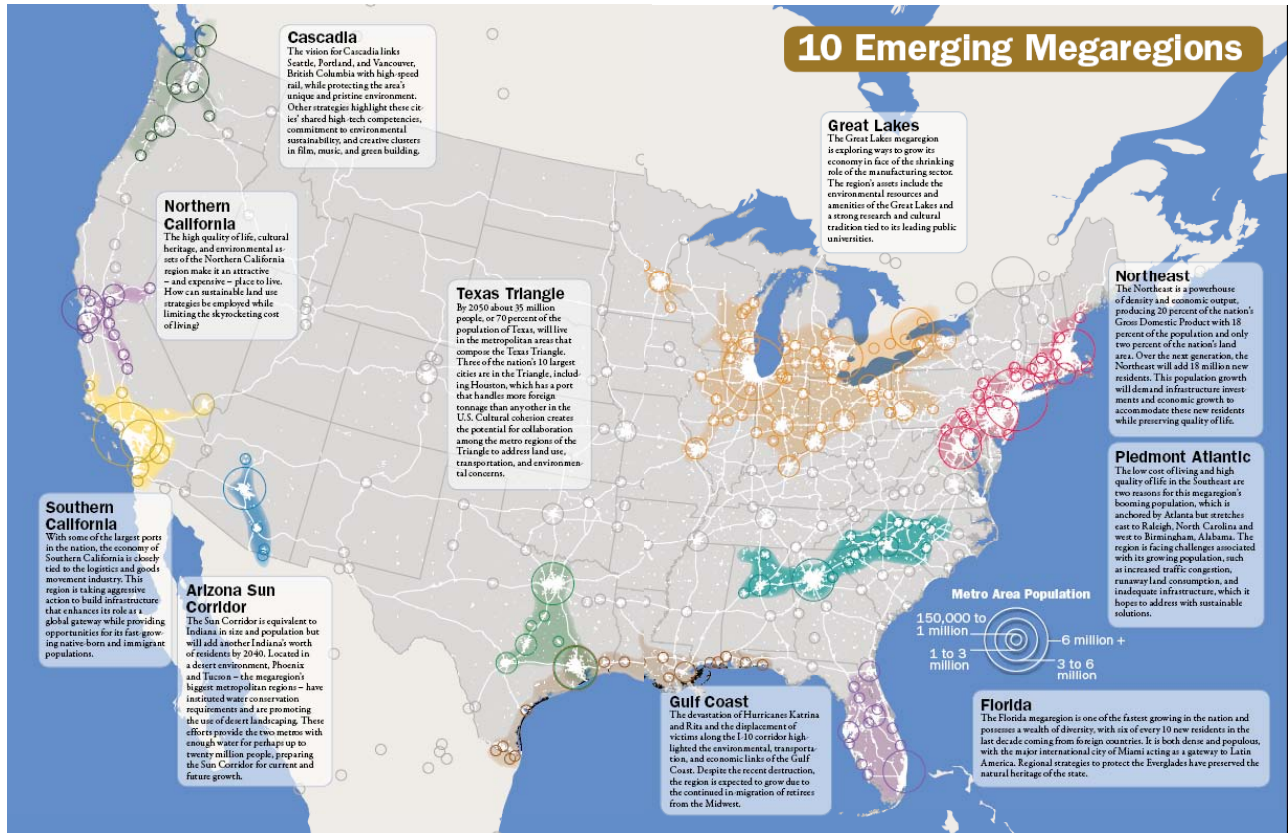 10 Emerging Megaregions
Cascadia
The vision for Cascadia links
Seattle, Portland, and Vancouver,
British Columbia with high-speed
rail, while protecting the area's
unique and pristine environment.
Other strategies highlight these cit-
ies' shared high-tech competencies,
commitment to environmental
sustainability, and creative clusters
in film, music, and green building.
Great Lakes
The Great Lakes megaregion
is exploring ways to grow its
economy in face of the shrinking
role of the manufacturing sector.
The region's assets include the
environmental resources and
amenities of the Great Lakes and
a strong research and cultural
tradition tied to its leading public
universities.
Northern
California
The high quality of life, cultural
heritage, and environmental as-
sets of the Northern California
region make it an attractive
– and expensive – place to live.
How can sustainable land use
strategies be employed while
limiting the skyrocketing cost
of living?
Texas Triangle
By 2050 about 35 million
people, or 70 percent of the
population of Texas, will live
in the metropolitan areas that
compose the Texas Triangle.
Three of the nation's 10 largest
cities are in the Triangle, includ-
ing Houston, which has a port
that handles more foreign
tonnage than any other in the
U.S. Cultural cohesion creates
the potential for collaboration
among the metro regions of the
Triangle to address land use,
transportation, and environmen-
tal concerns.
Northeast
The Northeast is a powerhouse
of density and economic output,
producing 20 percent of the nation's
Gross Domestic Product with 18
percent of the population and only
two percent of the nation's land
area. Over the next generation, the
Northeast will add 18 million new
residents. This population growth
will demand infrastructure invest-
ments and economic growth to
accommodate these new residents
while preserving quality of life.
Piedmont Atlantic
The low cost of living and high
quality of life in the Southeast are
two reasons for this megaregion's
booming population, which is
anchored by Atlanta but stretches
east to Raleigh, North Carolina and
west to Birmingham, Alabama. The
region is facing challenges associated
with its growing population, such
as increased traffic congestion,
runaway land consumption, and
inadequate infrastructure, which it
hopes to address with sustainable
solutions.
Southern
California
With some of the largest ports
in the nation, the economy of
Southern California is closely
tied to the logistics and goods
movement industry. This
region is taking aggressive
action to build infrastructure
that enhances its role as a
global gateway while providing
opportunities for its fast-grow-
ing native-born and immigrant
populations.
Arizona Sun
Corridor
The Sun Corridor is equivalent to
Indiana in size and population but
will add another Indiana's worth
of residents by 2040. Located in
a desert environment, Phoenix
and Tucson – the megaregion's
biggest metropolitan regions – have
instituted water conservation
requirements and are promoting
the use of desert landscaping. These
efforts provide the two metros with
enough water for perhaps up to
twenty million people, preparing
the Sun Corridor for current and
future growth.
Metro Area Population
150,000 to
1 million
1 to 3
million
6 million +
3 to 6
million
Gulf Coast
The devastation of Hurricanes Katrina
and Rita and the displacement of
victims along the I-10 corridor high-
lighted the environmental, transporta-
tion, and economic links of the Gulf
Coast. Despite the recent destruction,
the region is expected to grow due to
the continued in-migration of retirees
from the Midwest.
Florida
The Florida megaregion is one of the fastest growing in the nation and
possesses a wealth of diversity, with six of every 10 new residents in the
last decade coming from foreign countries. It is both dense and populous,
with the major international city of Miami acting as a gateway to Latin
America. Regional strategies to protect the Everglades have preserved the
natural heritage of the state.